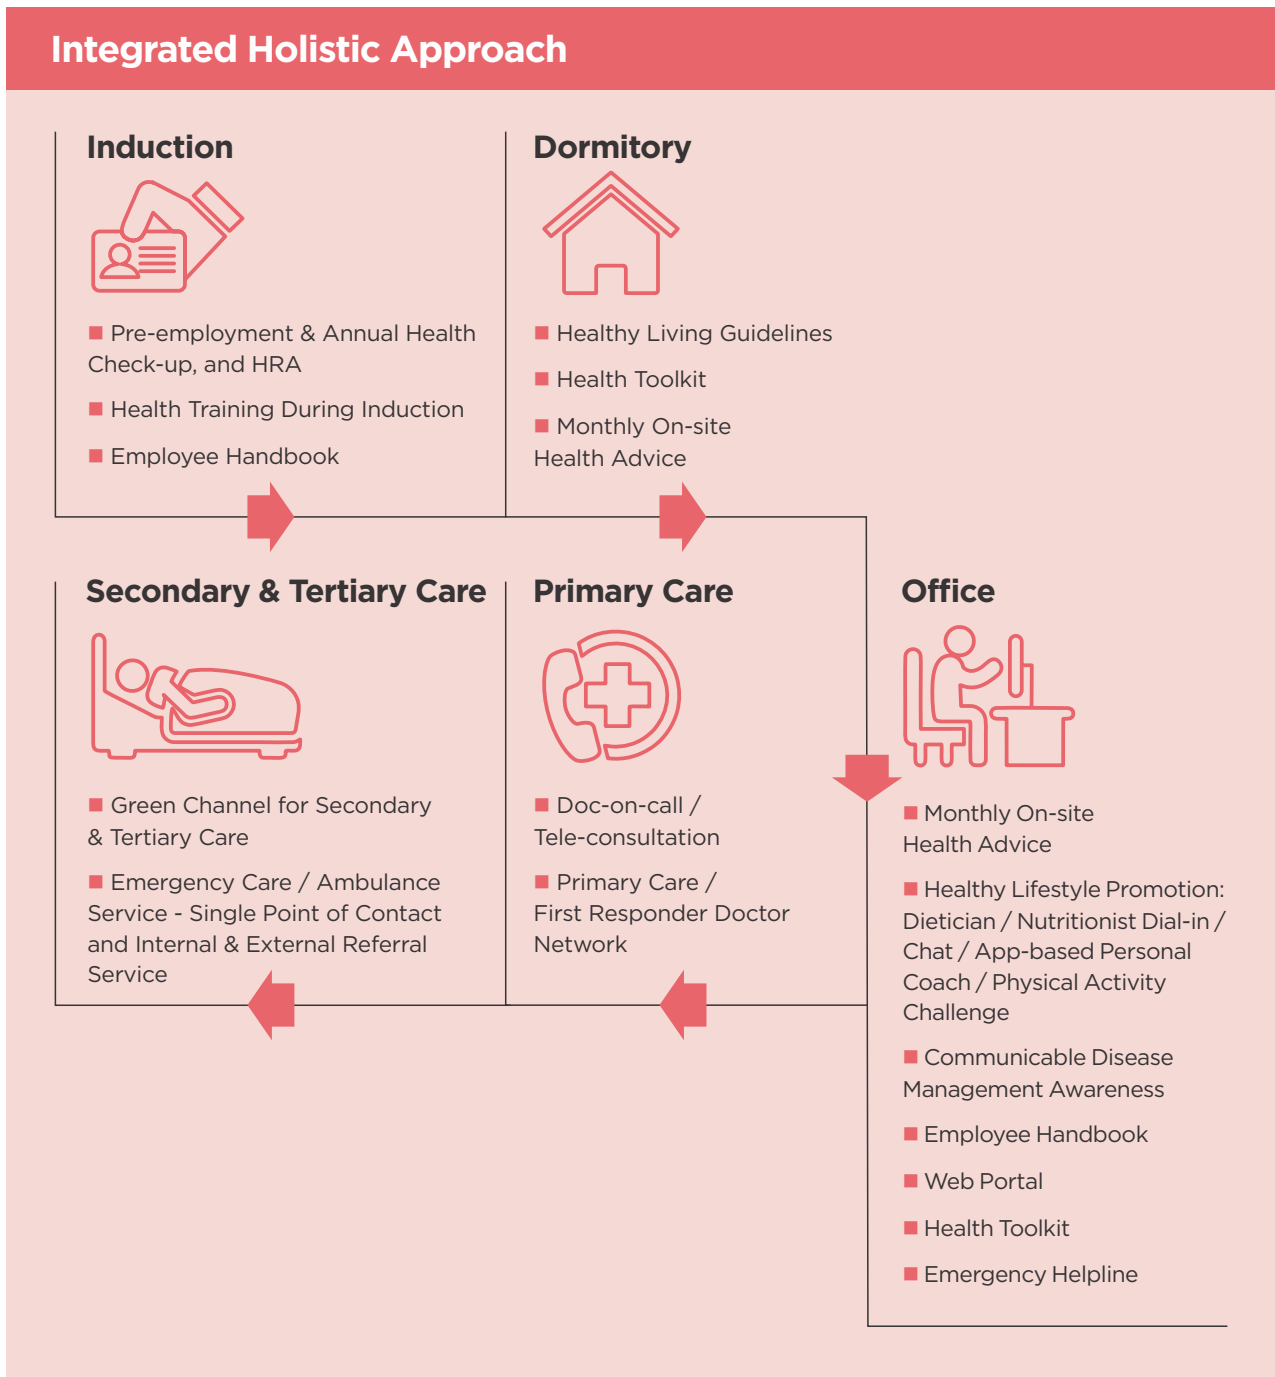 Integrated Holistic Approach
Induction
■ Pre-employment & Annual Health
Check-up, and HRA
■ Health Training During Induction
■ Employee Handbook
Dormitory
■ Healthy Living Guidelines
■ Health Toolkit
■ Monthly On-site
Health Advice
Office
■ Monthly On-site
Health Advice
■ Healthy Lifestyle Promotion:
Dietician / Nutritionist Dial-in /
Chat / App-based Personal
Coach / Physical Activity
Challenge
■ Communicable Disease
Management Awareness
■ Employee Handbook
■ Web Portal
■ Health Toolkit
■ Emergency Helpline
Primary Care
■ Doc-on-call /
Tele-consultation
■ Primary Care /
First Responder Doctor
Network
Secondary & Tertiary Care
■ Green Channel for Secondary
& Tertiary Care
■ Emergency Care / Ambulance
Service - Single Point of Contact
and Internal & External Referral
Service